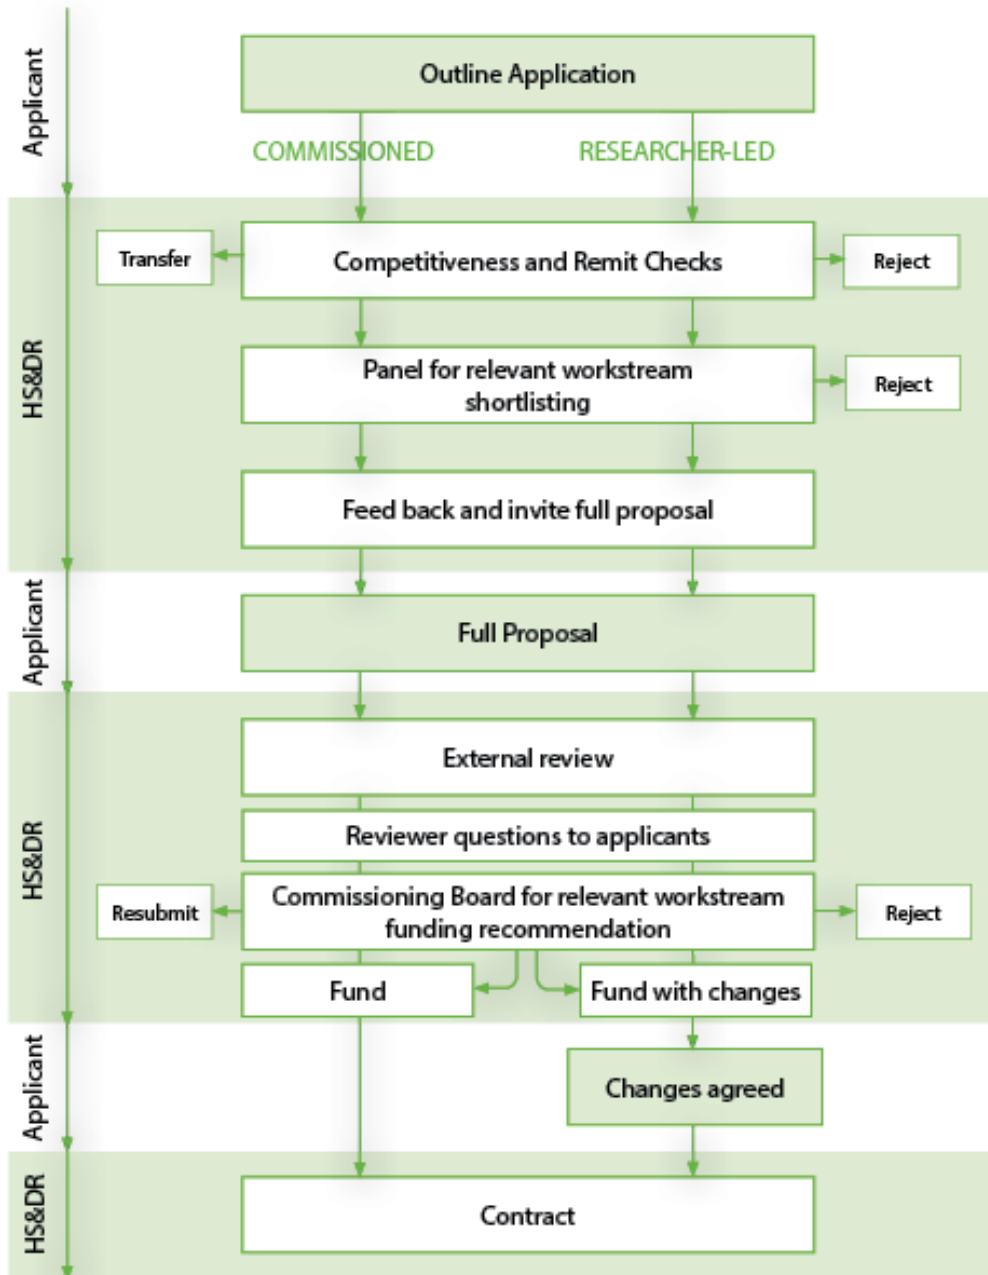 Applicant
Outline Application
COMMISSIONED
RESEARCHER-LED
HS&DR
Transfer
Competitiveness and Remit Checks
Reject
Panel for relevant workstream
shortlisting
Reject
Feed back and invite full proposal
Applicant
Full Proposal
HS&DR
External review
Reviewer questions to applicants
Resubmit
Commissioning Board for relevant workstream
funding recommendation
Reject
Fund
Fund with changes
Applicant
Changes agreed
HS&DR
Contract